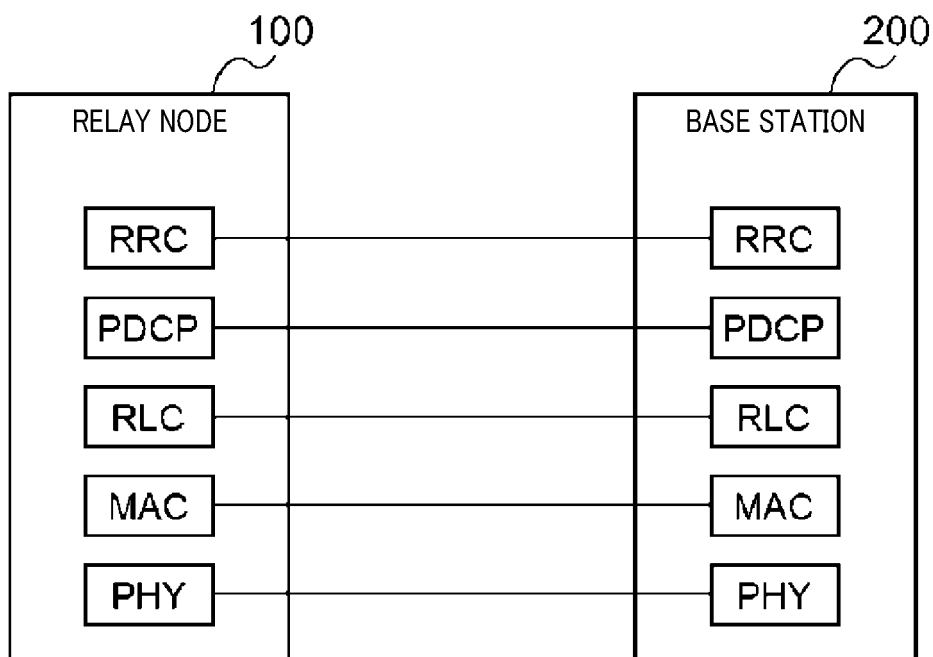 100
200
RELAY NODE
BASE STATION
RRC
RRC
PDCP
PDCP
RLC
RLC
MAC
MAC
PHY
PHY